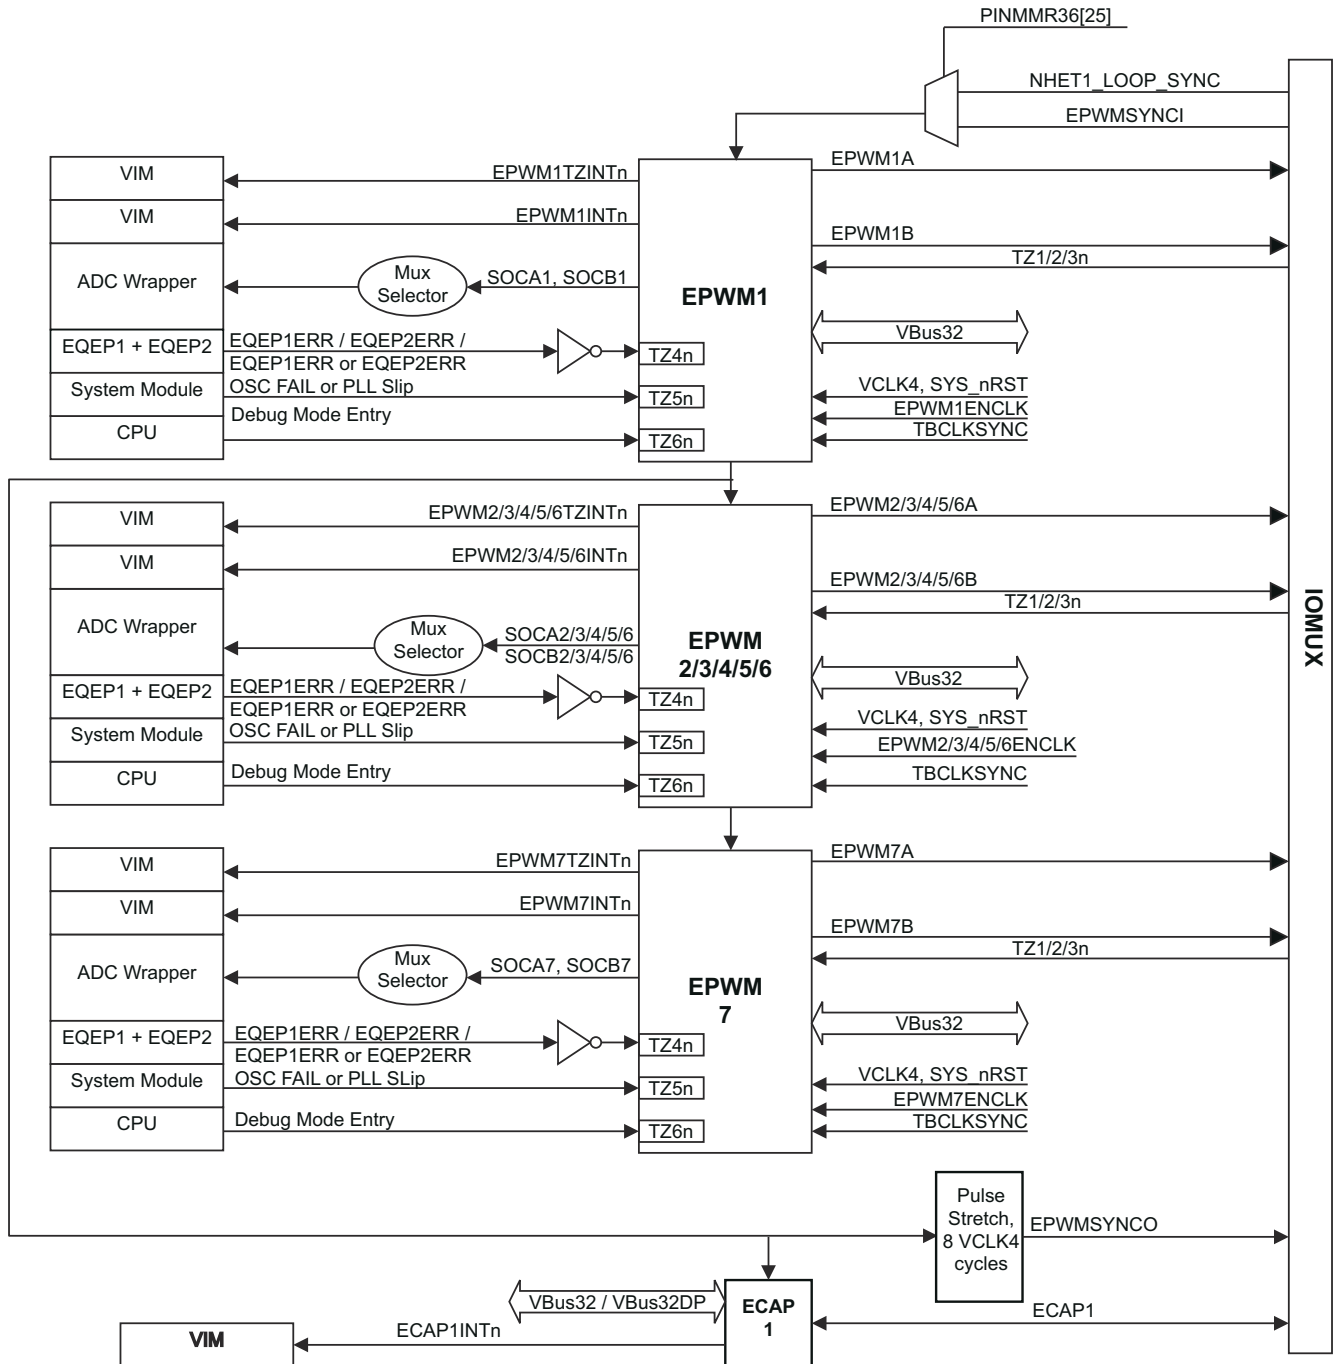 PINMMR36[25]
NHET1_LOOP_SYNC
EPWMSYNCI
VIM
EPWM1TZINTn
EPWM1A
VIM
EPWM1INTn
EPWM1B
TZ1/2/3n
ADC Wrapper
Mux
Selector
SOCA1, SOCB1
EPWM1
VBus32
EQEP1 + EQEP2
EQEP1ERR / EQEP2ERR /
EQEP1ERR or EQEP2ERR
TZ4n
System Module
OSC FAIL or PLL Slip
TZ5n
VCLK4, SYS_nRST
EPWM1ENCLK
Debug Mode Entry
CPU
TZ6n
TBCLKSYNC
VIM
EPWM2/3/4/5/6TZINTn
EPWM2/3/4/5/6A
VIM
EPWM2/3/4/5/6INTn
EPWM2/3/4/5/6B
TZ1/2/3n
IOMUX
ADC Wrapper
Mux
Selector
SOCA2/3/4/5/6
SOCB2/3/4/5/6
EPWM
2/3/4/5/6
VBus32
EQEP1 + EQEP2
EQEP1ERR / EQEP2ERR /
EQEP1ERR or EQEP2ERR
TZ4n
System Module
OSC FAIL or PLL Slip
TZ5n
VCLK4, SYS_nRST
EPWM2/3/4/5/6ENCLK
CPU
Debug Mode Entry
TZ6n
TBCLKSYNC
VIM
EPWM7TZINTn
EPWM7A
VIM
EPWM7INTn
EPWM7B
TZ1/2/3n
ADC Wrapper
Mux
Selector
SOCA7, SOCB7
EPWM
7
VBus32
EQEP1 + EQEP2
EQEP1ERR / EQEP2ERR /
EQEP1ERR or EQEP2ERR
TZ4n
System Module
OSC FAIL or PLL SLip
TZ5n
VCLK4, SYS_nRST
EPWM7ENCLK
CPU
Debug Mode Entry
TZ6n
TBCLKSYNC
Pulse
Stretch,
8 VCLK4
cycles
EPWMSYNCO
VBus32 / VBus32DP
ECAP
1
ECAP1
VIM
ECAP1INTn